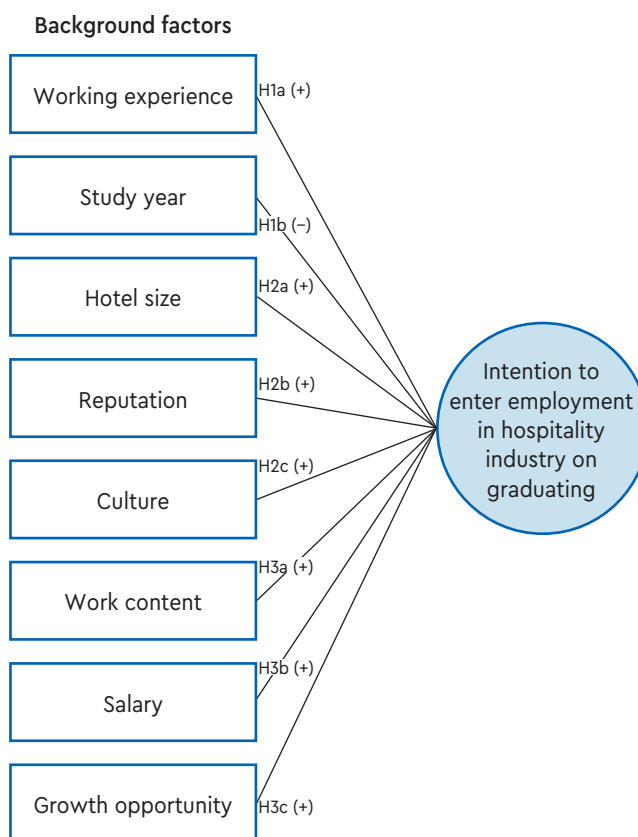 Background factors
Working experience
H1a (+)
Study year
H1b (−)
Hotel size
H2a (+)
Reputation
H2b (+)
Culture
H2c (+)
Work content
H3a (+)
Salary
H3b (+)
Growth opportunity
H3c (+)
Intention to
enter employment
in hospitality
industry on
graduating